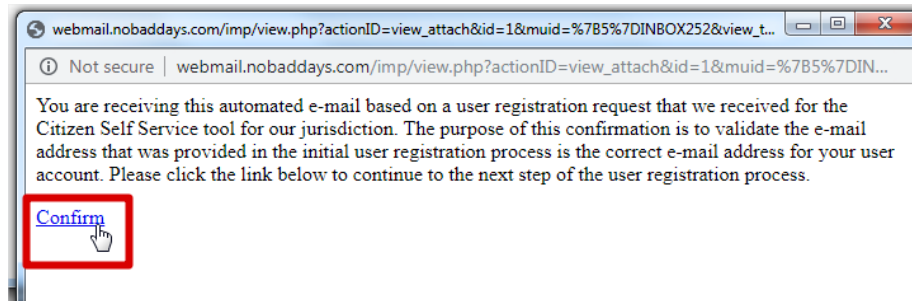 webmail.nobaddays.com/imp/view.php?actionID=view_attach&id=1&muid=%7B5%7DINBOX252&view_t...
Not secure | webmail.nobaddays.com/imp/view.php?actionID=view_attach&id=1&muid=%7B5%7DIN...
You are receiving this automated e-mail based on a user registration request that we received for the
Citizen Self Service tool for our jurisdiction. The purpose of this confirmation is to validate the e-mail
address that was provided in the initial user registration process is the correct e-mail address for your user
account. Please click the link below to continue to the next step of the user registration process.
Confirm